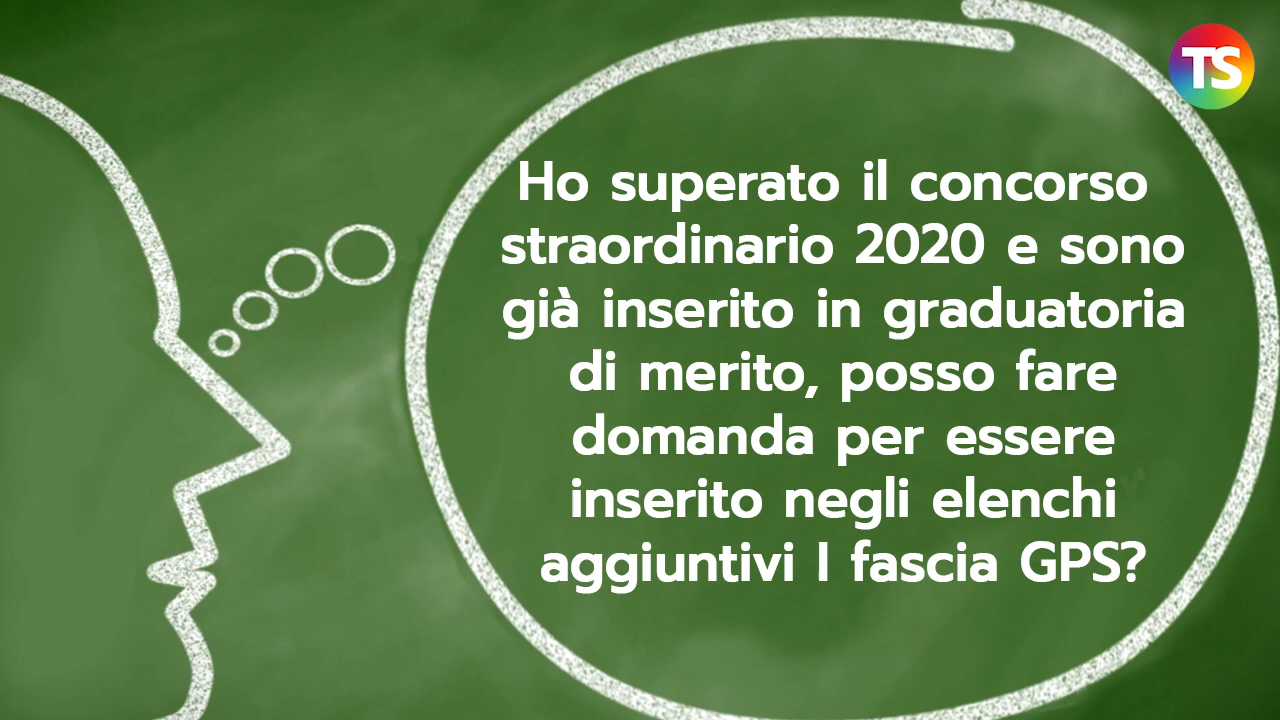 TS
Ho superato il concorso
straordinario 2020 e sono
già inserito in graduatoria
di merito, posso fare
domanda per essere
inserito negli elenchi
aggiuntivi I fascia GPS?